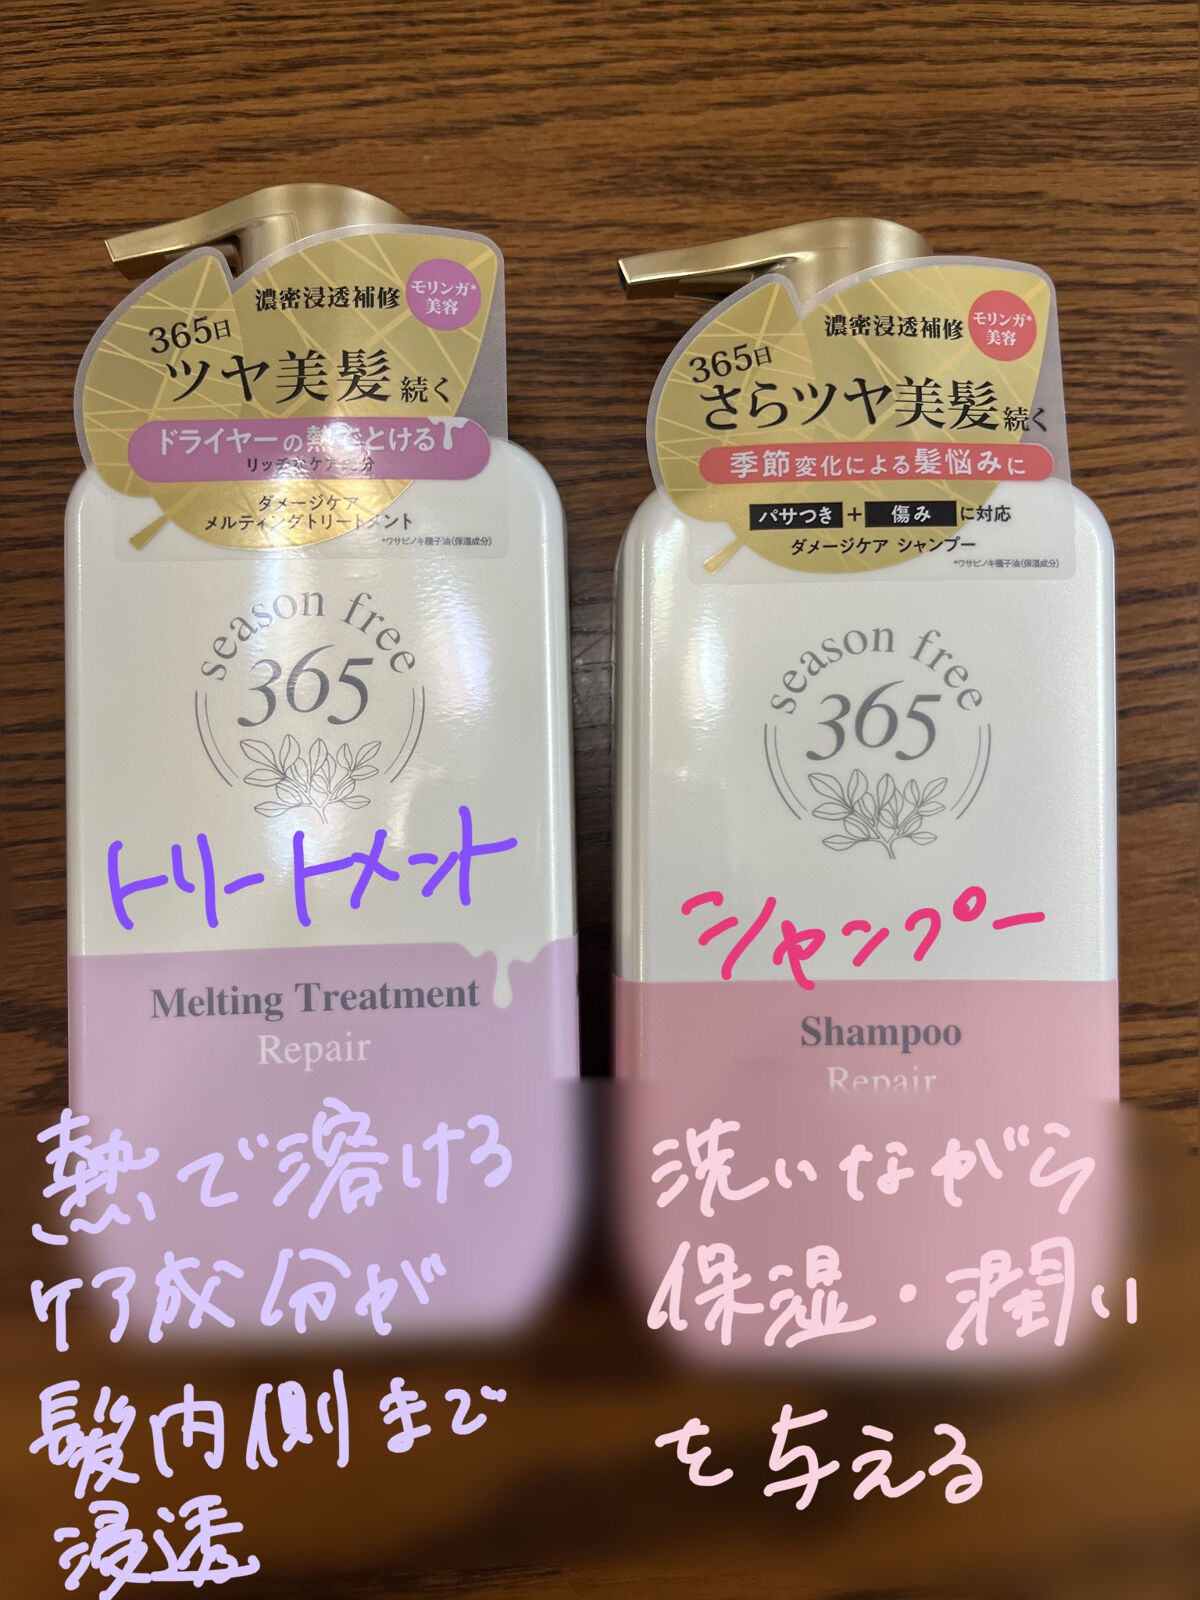 濃密浸透補修
モリンガ*
美容
365日
ツヤ美髪続く
ドライヤーの熱でとける
リッチなケア成分
ダメージケア
メルティングトリートメント
*ワサビノキ種子油(保湿成分)
season free
365
トリートメント
Melting Treatment
Repair
熱で溶ける
ケア成分が
髪内側まで
浸透
濃密浸透補修
モリンガ*
美容
365日
さらツヤ美髪続く
季節変化による髪悩みに
パサつき+傷みに対応
ダメージケア シャンプー
*ワサビノキ種子油(保湿成分)
season free
365
シャンプー
Shampoo
Repair
洗いながら
保湿・潤い
を与える